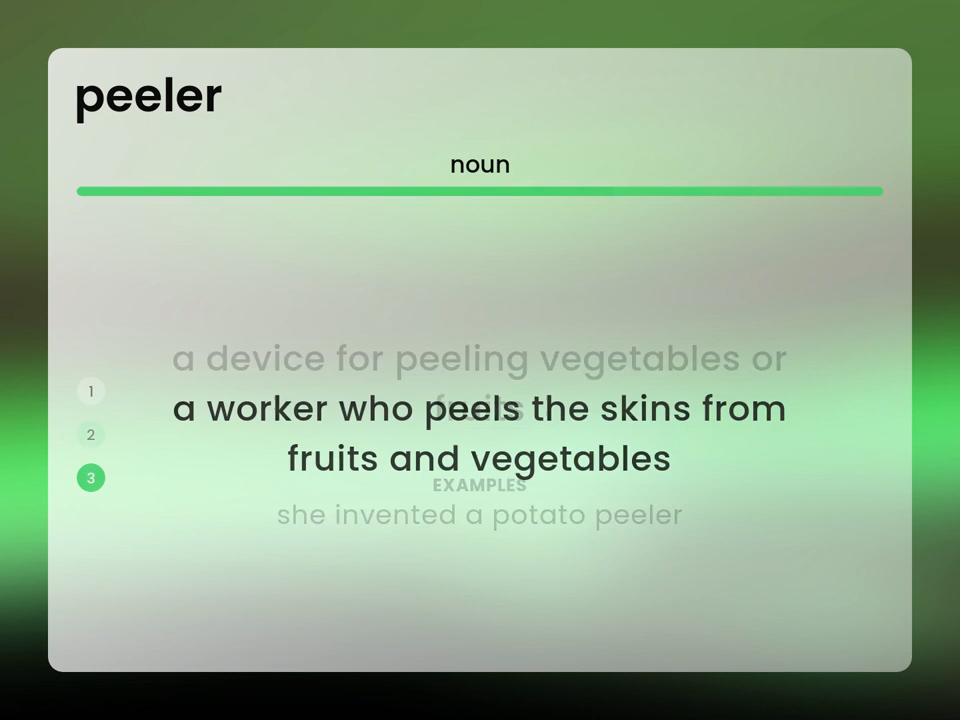 peeler
noun
a device for peeling vegetables or
fruits
a worker who peels the skins from
fruits and vegetables
EXAMPLES
she invented a potato peeler
1
2
3